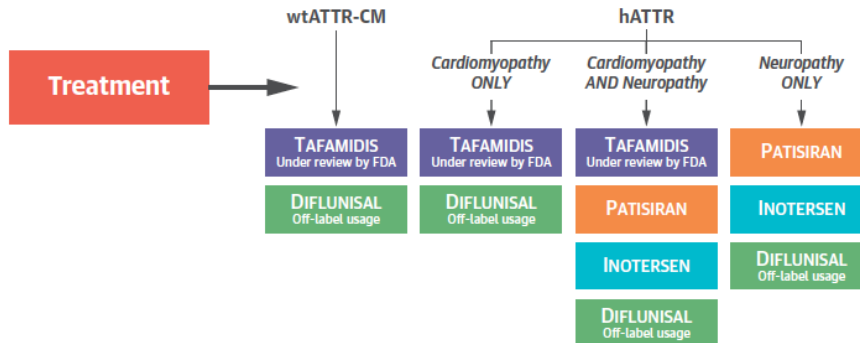 wtATTR-CM
hATTR
Treatment
Cardiomyopathy
ONLY
Cardiomyopathy
AND Neuropathy
Neuropathy
ONLY
TAFAMIDIS
Under review by FDA
DIFLUNISAL
Off-label usage
TAFAMIDIS
Under review by FDA
DIFLUNISAL
Off-label usage
TAFAMIDIS
Under review by FDA
PATISIRAN
INOTERSEN
DIFLUNISAL
Off-label usage
PATISIRAN
INOTERSEN
DIFLUNISAL
Off-label usage